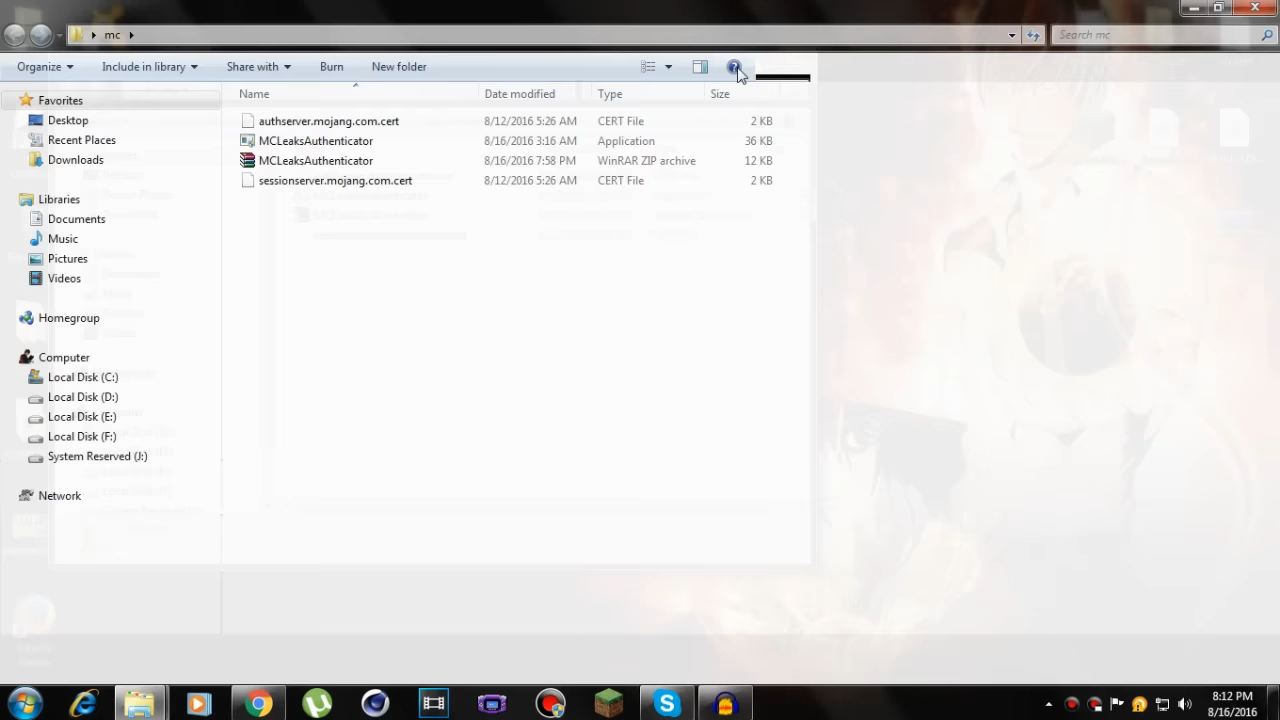 mc
Search mc
Organize
Include in library
Share with
Burn
New folder
Name
Date modified
Type
Size
Favorites
Desktop
Recent Places
Downloads
Libraries
Documents
Music
Pictures
Videos
Homegroup
Computer
Local Disk (C:)
Local Disk (D:)
Local Disk (E:)
Local Disk (F:)
System Reserved (J:)
Network
authserver.mojang.com.cert 8/12/2016 5:26 AM CERT File 2 KB
MCLeaksAuthenticator 8/16/2016 3:16 AM Application 36 KB
MCLeaksAuthenticator 8/16/2016 7:58 PM WinRAR ZIP archive 12 KB
sessionserver.mojang.com.cert 8/12/2016 5:26 AM CERT File 2 KB
8:12 PM
8/16/2016